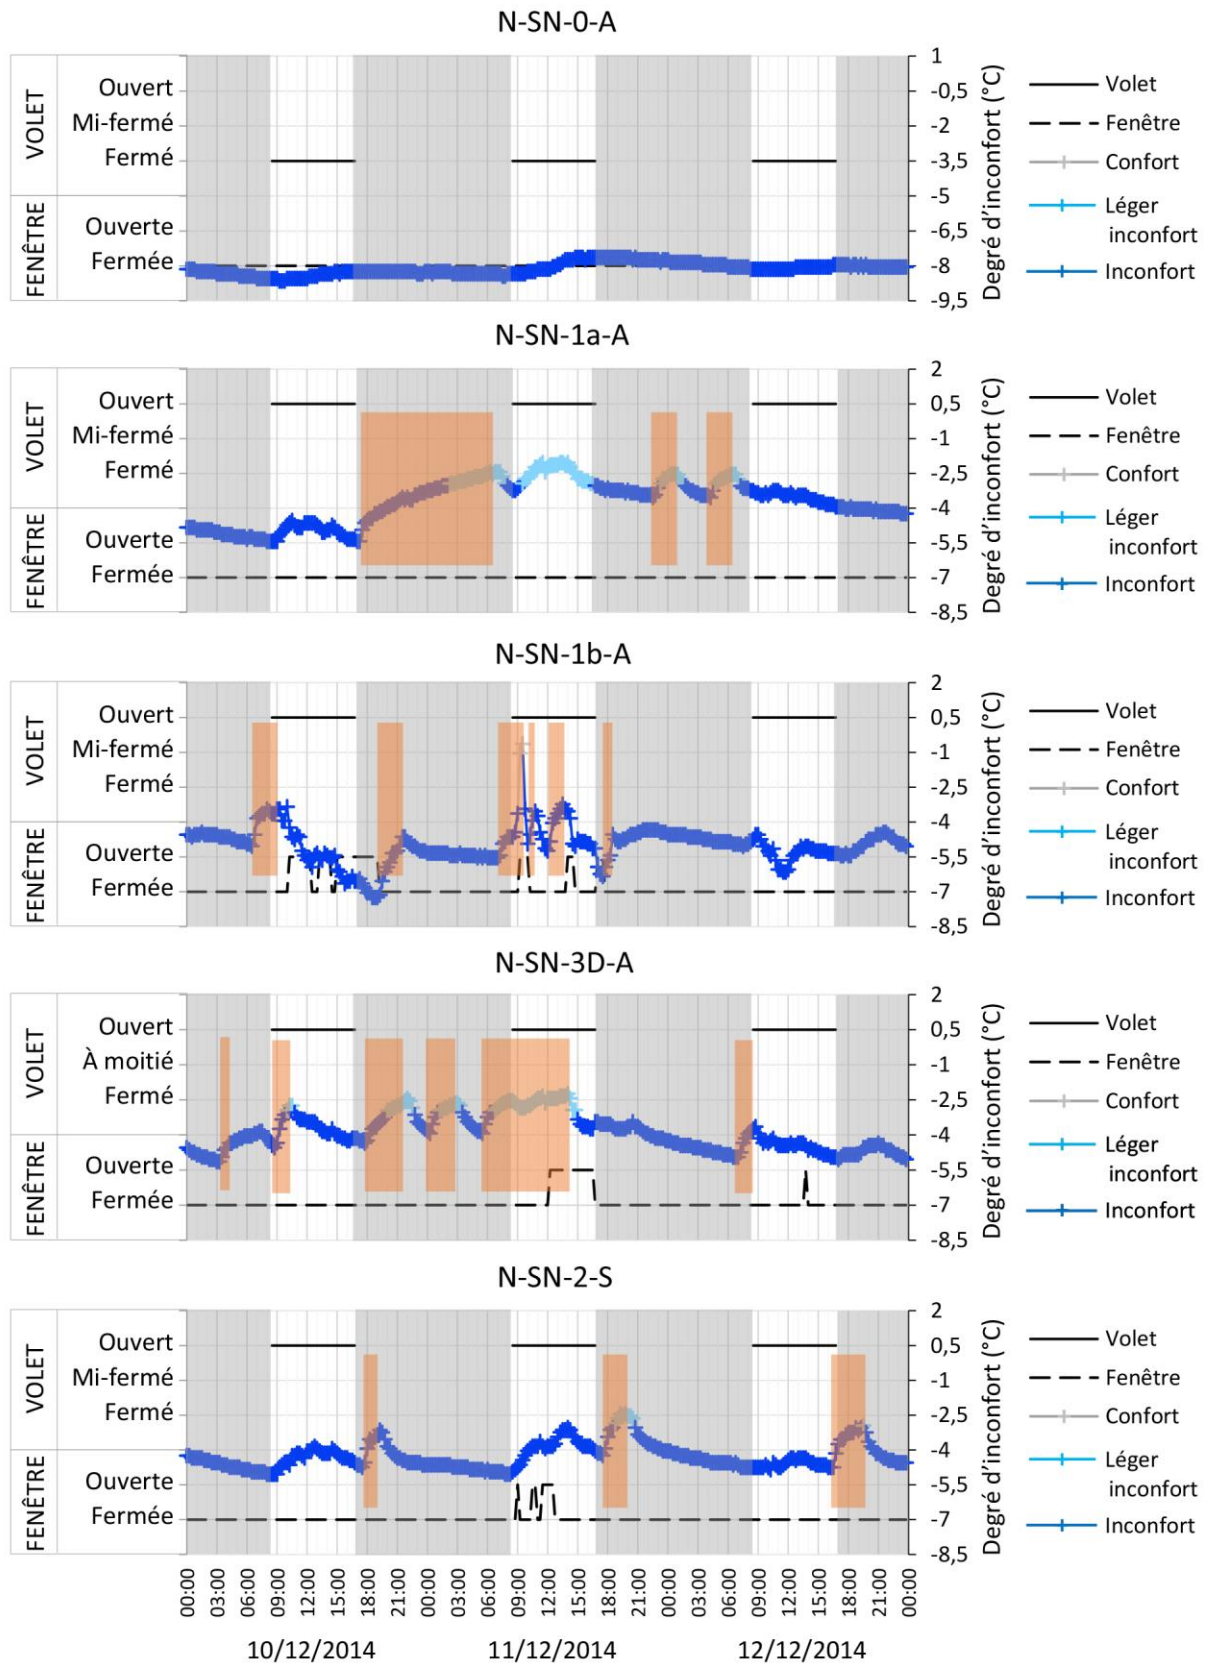 N-SN-0-A
VOLET
Ouvert
Mi-fermé
Fermé
FENÊTRE
Ouverte
Fermée
1
-0,5
-2
-3,5
-5
-6,5
-8
-9,5
Degré d'inconfort (°C)
Volet
Fenêtre
Confort
Léger
inconfort
Inconfort
N-SN-1a-A
VOLET
Ouvert
Mi-fermé
Fermé
FENÊTRE
Ouverte
Fermée
2
0,5
-1
-2,5
-4
-5,5
-7
-8,5
Degré d'inconfort (°C)
Volet
Fenêtre
Confort
Léger
inconfort
Inconfort
N-SN-1b-A
VOLET
Ouvert
Mi-fermé
Fermé
FENÊTRE
Ouverte
Fermée
2
0,5
-1
-2,5
-4
-5,5
-7
-8,5
Degré d'inconfort (°C)
Volet
Fenêtre
Confort
Léger
inconfort
Inconfort
N-SN-3D-A
VOLET
Ouvert
À moitié
Fermé
FENÊTRE
Ouverte
Fermée
2
0,5
-1
-2,5
-4
-5,5
-7
-8,5
Degré d'inconfort (°C)
Volet
Fenêtre
Confort
Léger
inconfort
Inconfort
N-SN-2-S
VOLET
Ouvert
Mi-fermé
Fermé
FENÊTRE
Ouverte
Fermée
2
0,5
-1
-2,5
-4
-5,5
-7
-8,5
Degré d'inconfort (°C)
Volet
Fenêtre
Confort
Léger
inconfort
Inconfort
00:00 03:00 06:00 09:00 12:00 15:00 18:00 21:00 00:00 03:00 06:00 09:00 12:00 15:00 18:00 21:00 00:00 03:00 06:00 09:00 12:00 15:00 18:00 21:00 00:00
10/12/2014 11/12/2014 12/12/2014